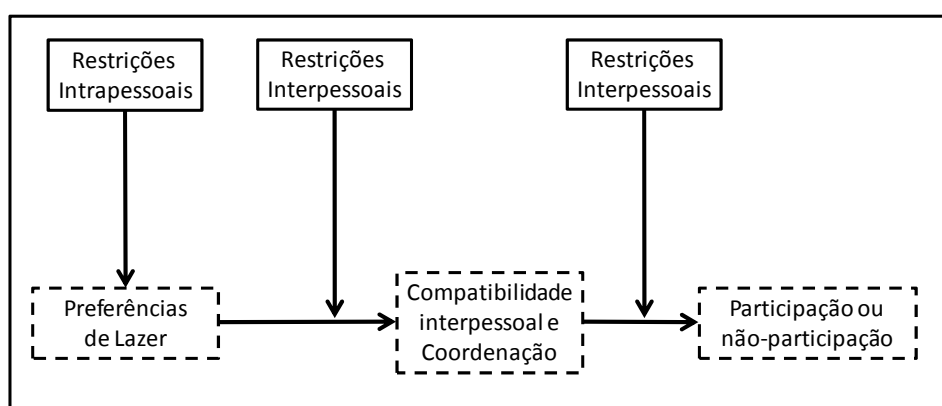 Restrições
Intrapessoais
Restrições
Interpessoais
Restrições
Interpessoais
Preferências
de Lazer
Compatibilidade
interpessoal e
Coordenação
Participação ou
não-participação